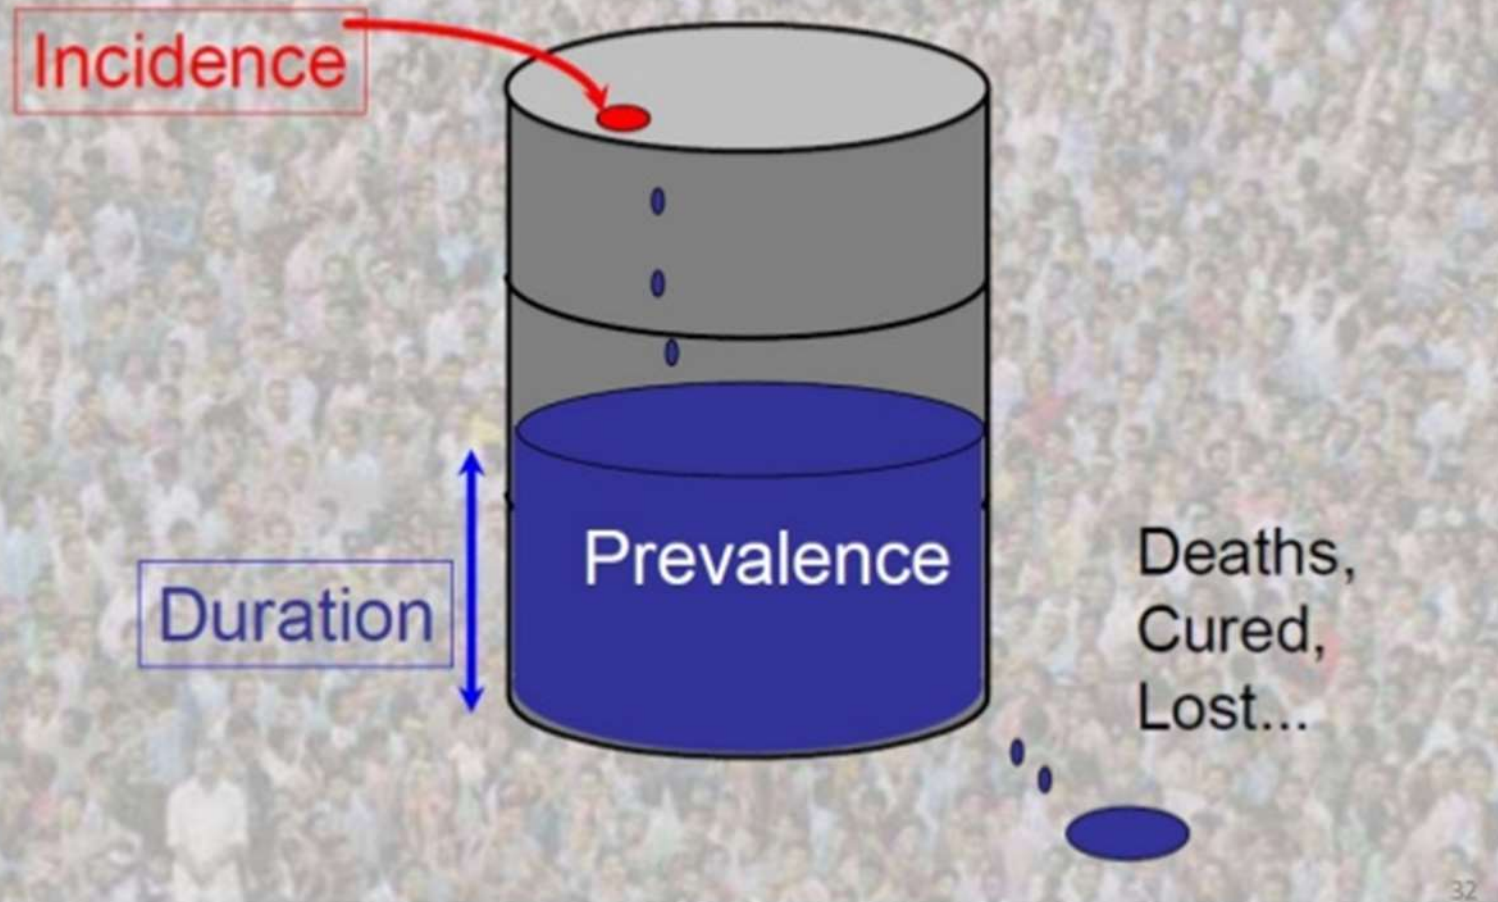 Incidence
Prevalence
Duration
Deaths,
Cured,
Lost...
32